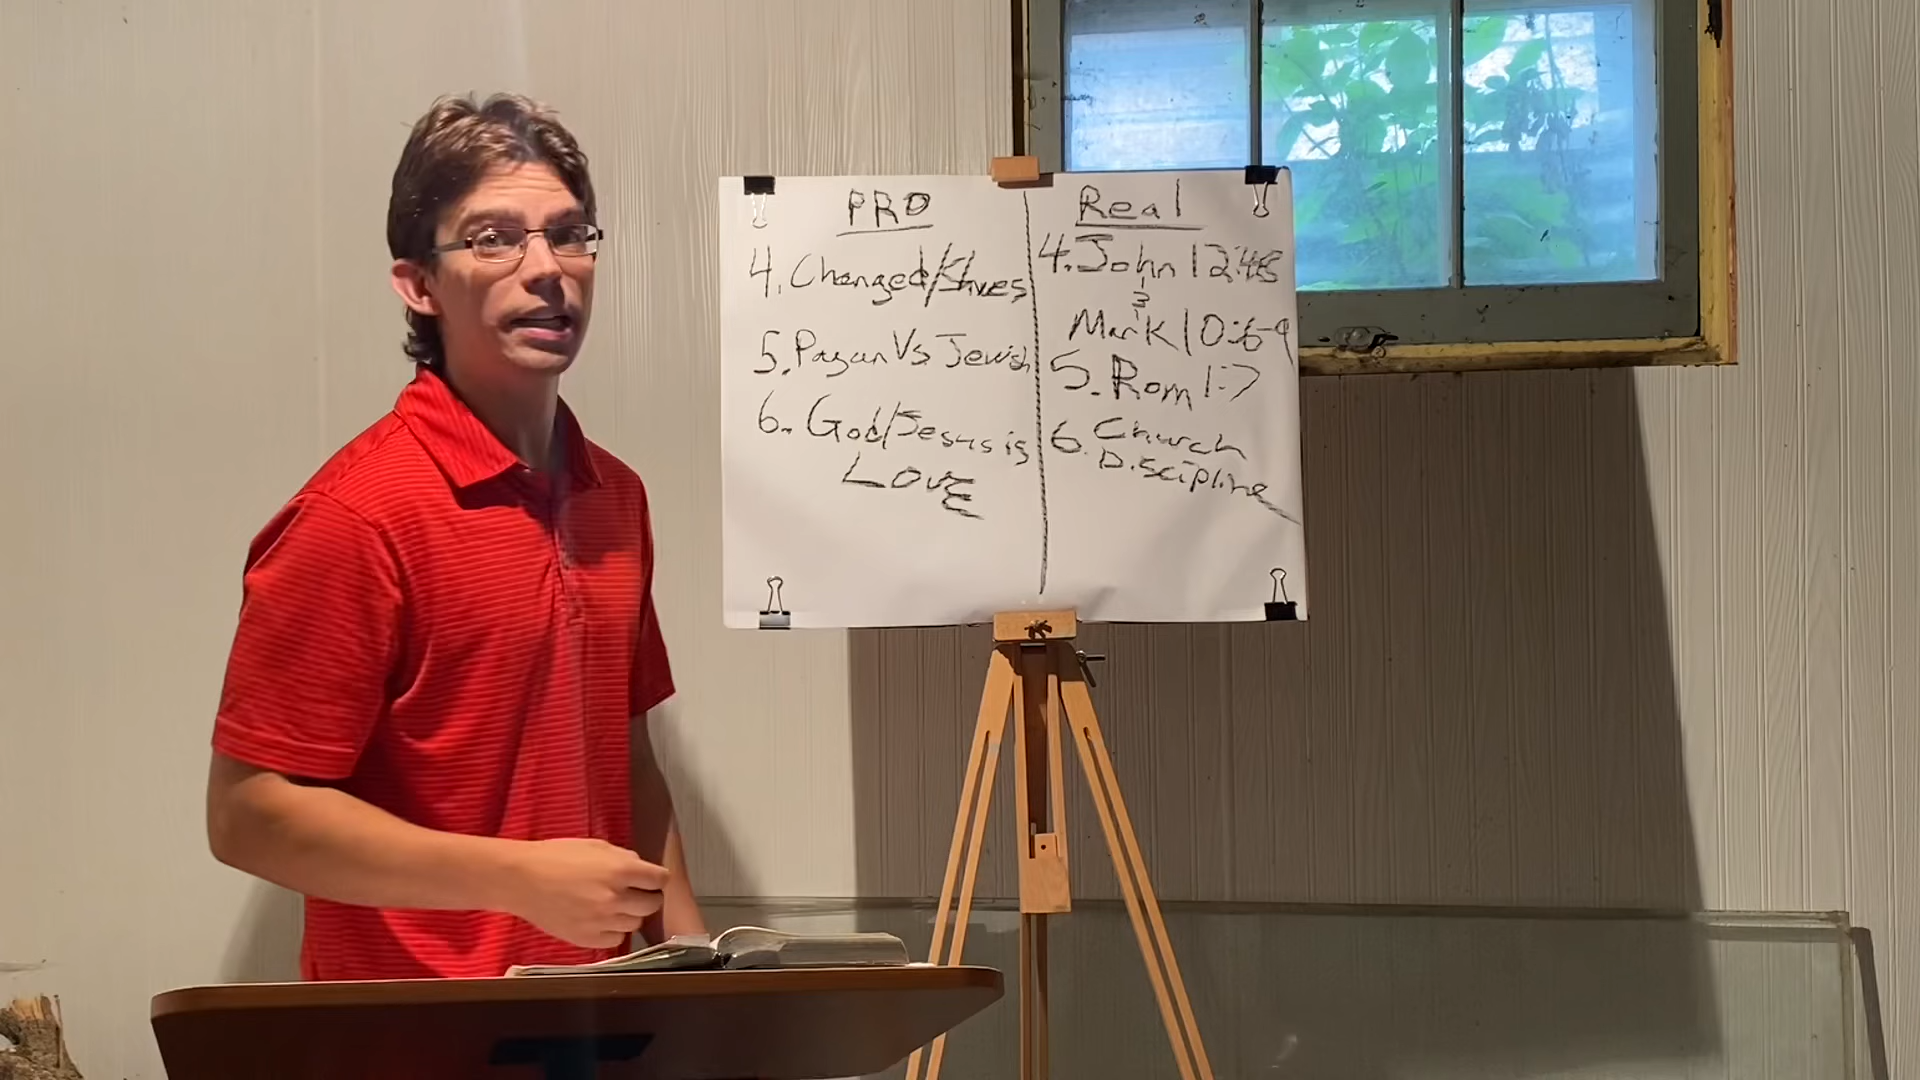 PRO
4. Changed/Slaves
5. Pagan Vs Jewish
6. God/Jesus is
LOVE
Real
4. John 12:48
&
Mark 10:6-9
5. Rom 1:7
6. Church
Discipline